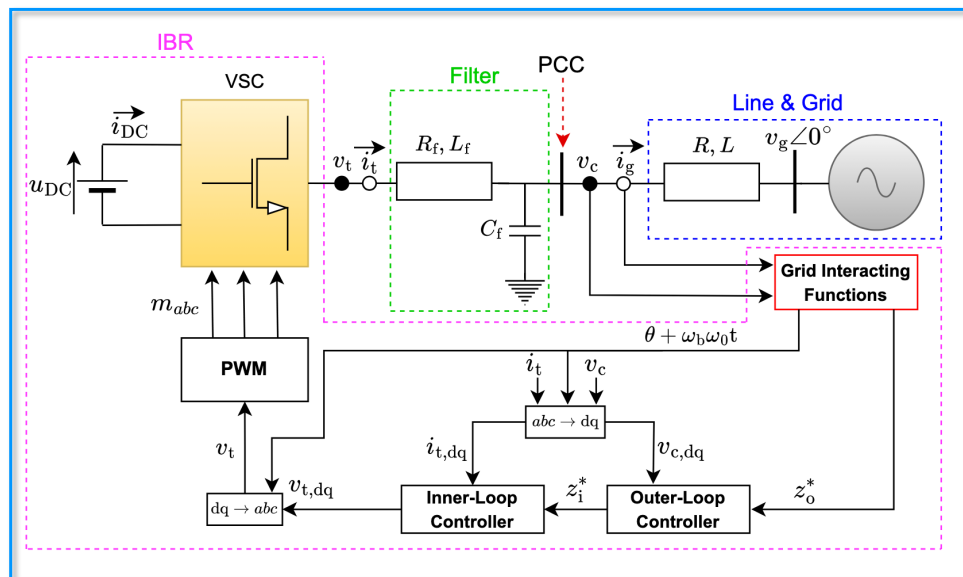 IBR
VSC
Filter
PCC
Line & Grid
i_DC
u_DC
v_t
i_t
R_f, L_f
C_f
v_c
i_g
R, L
v_g∠0°
m_abc
PWM
Grid Interacting
Functions
θ + ω_bω_0t
i_t
v_c
abc → dq
v_t
i_t,dq
v_c,dq
v_t,dq
dq → abc
Inner-Loop
Controller
z_i^*
Outer-Loop
Controller
z_o^*